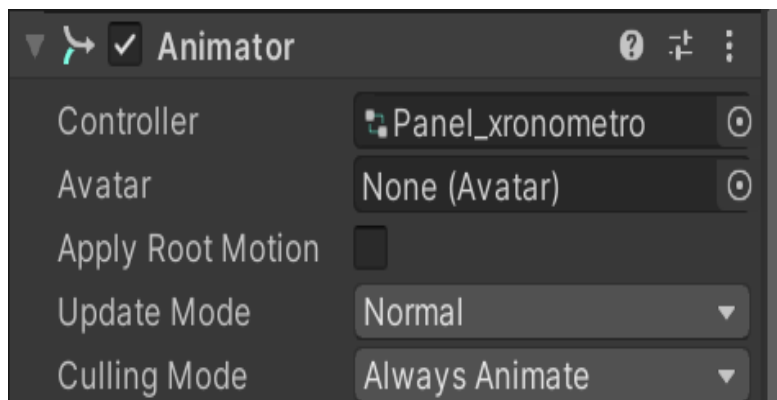 Animator
Controller Panel_xronometro
Avatar None (Avatar)
Apply Root Motion
Update Mode Normal
Culling Mode Always Animate